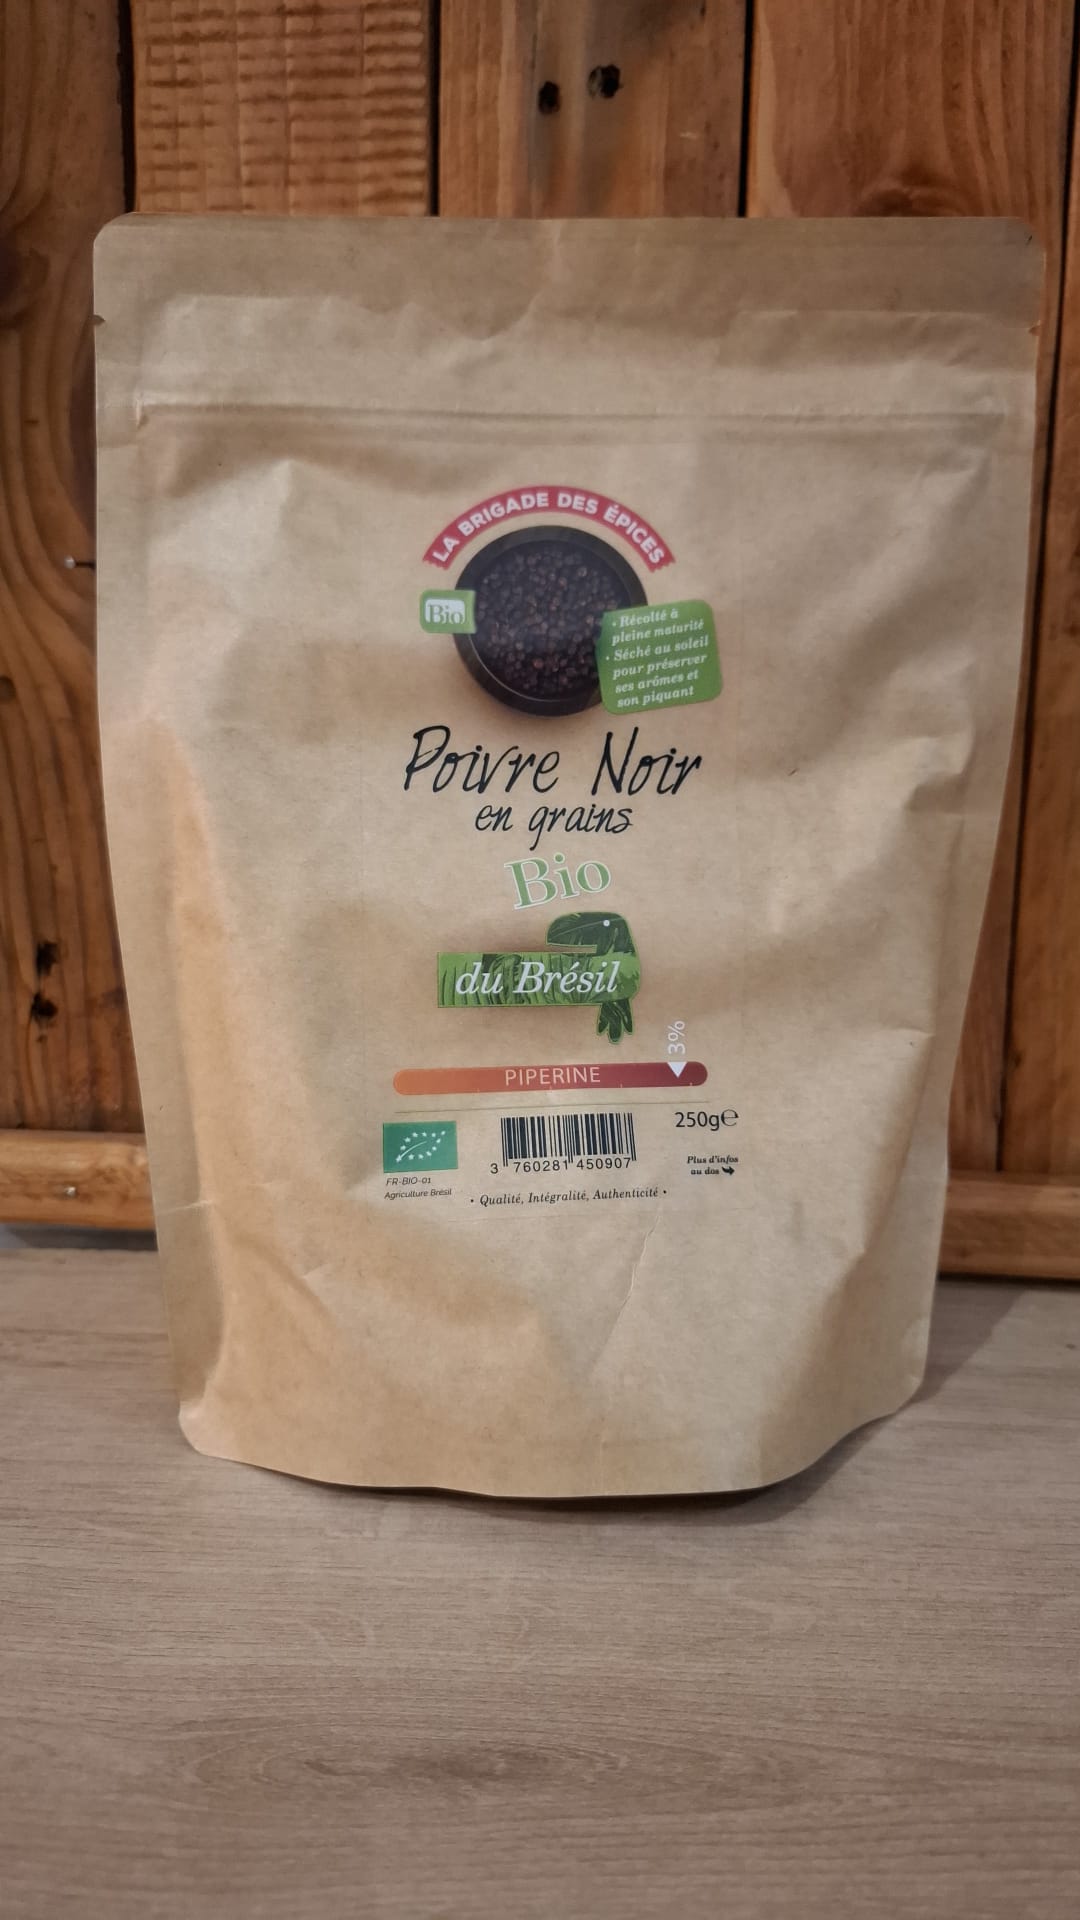 LA BRIGADE DES ÉPICES
Bio
• Récolté à
pleine maturité
• Séché au soleil
pour préserver
ses arômes et
son piquant
Poivre Noir
en grains
Bio
du Brésil
3%
PIPERINE
250g℮
3 760281 450907
Plus d'infos
au dos
FR-BIO-01
Agriculture Brésil
• Qualité, Intégralité, Authenticité •